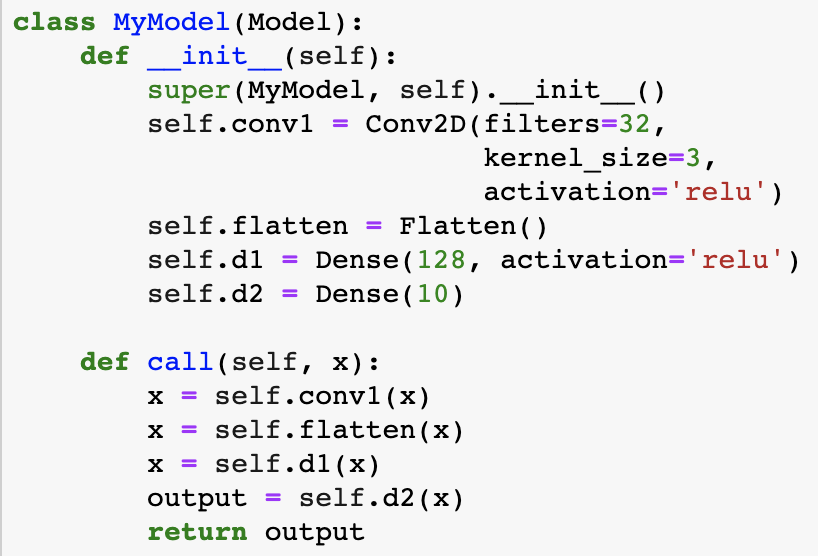 class MyModel(Model):
    def __init__(self):
        super(MyModel, self).__init__()
        self.conv1 = Conv2D(filters=32,
                            kernel_size=3,
                            activation='relu')
        self.flatten = Flatten()
        self.d1 = Dense(128, activation='relu')
        self.d2 = Dense(10)

    def call(self, x):
        x = self.conv1(x)
        x = self.flatten(x)
        x = self.d1(x)
        output = self.d2(x)
        return output